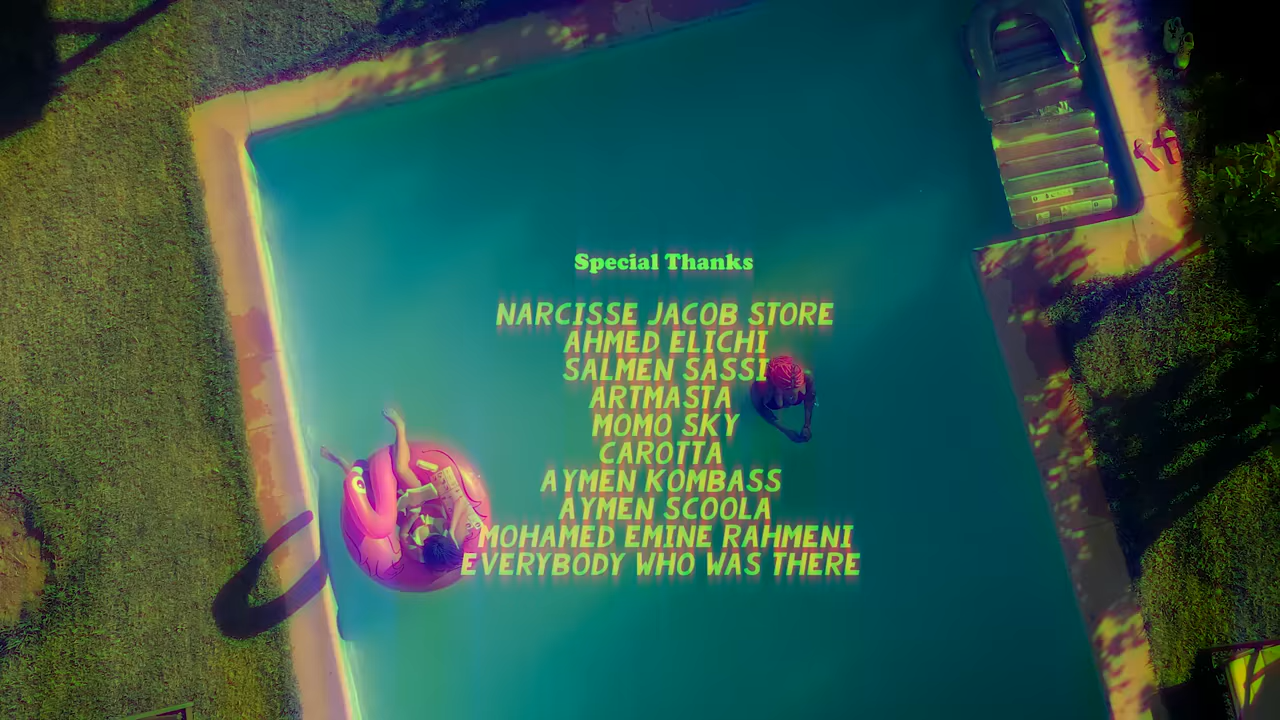 Special Thanks
NARCISSE JACOB STORE
AHMED ELICHI
SALMEN SASSI
ARTMASTA
MOMO SKY
CAROTTA
AYMEN KOMBASS
AYMEN SCOOLA
MOHAMED EMINE RAHMENI
EVERYBODY WHO WAS THERE